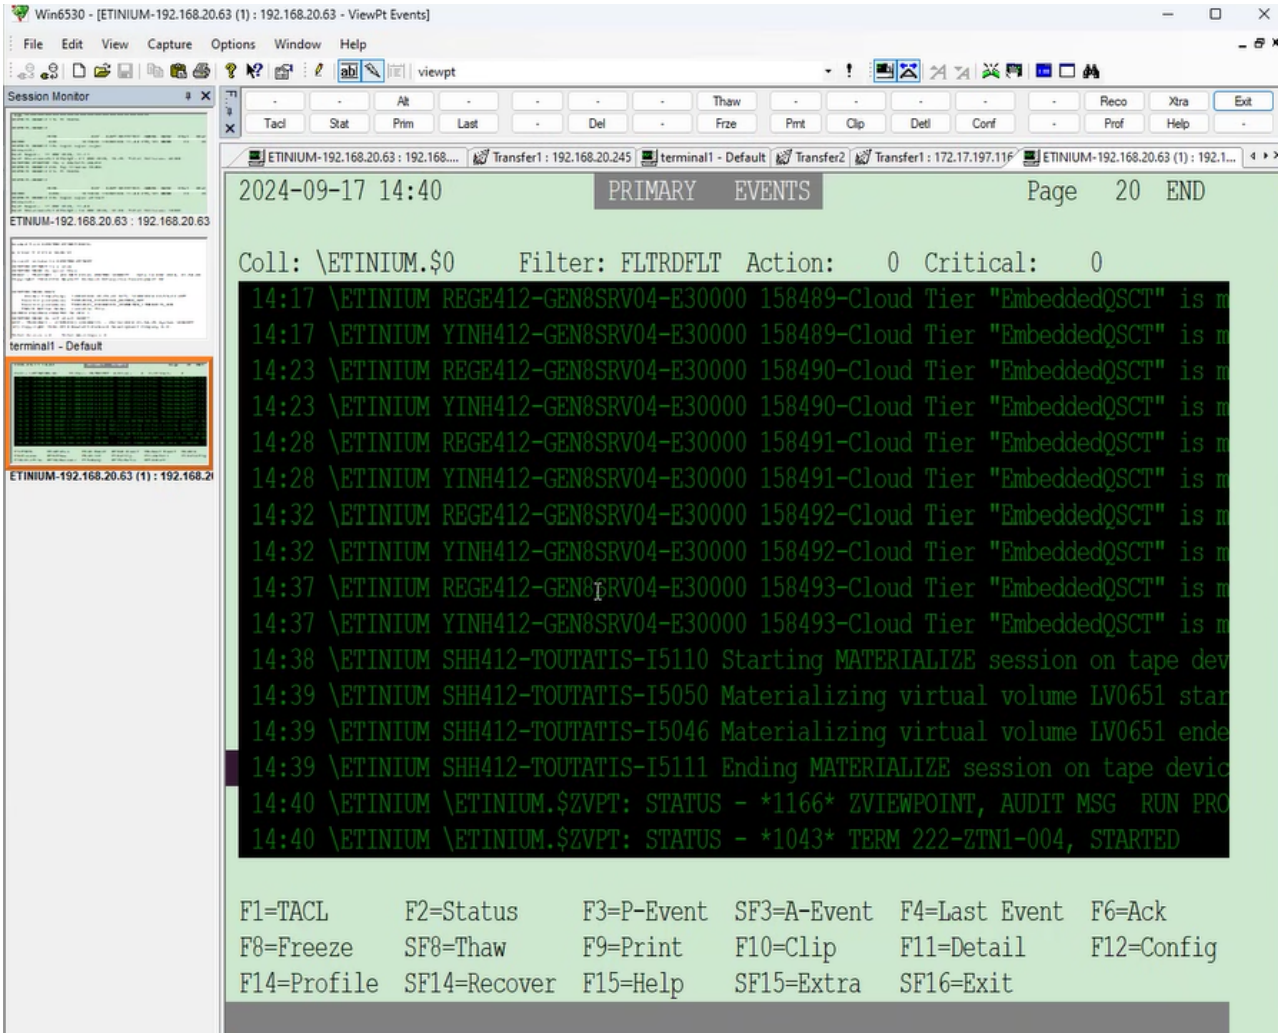 Win6530 - [ETINIUM-192.168.20.63 (1) : 192.168.20.63 - ViewPt Events]
File Edit View Capture Options Window Help
viewpt
Session Monitor
- - Alt - - - - Thaw - - - - - Reco Xtra Exit
Tacl Stat Prim Last - Del - Frze Prnt Clip Detl Conf - Prof Help -
ETINIUM-192.168.20.63 : 192.168.... Transfer1 : 192.168.20.245 terminal1 - Default Transfer2 Transfer1 : 172.17.197.116 ETINIUM-192.168.20.63 (1) : 192.1...
ETINIUM-192.168.20.63 : 192.168.20.63
terminal1 - Default
ETINIUM-192.168.20.63 (1) : 192.168.20
2024-09-17 14:40 PRIMARY EVENTS Page 20 END
Coll: \ETINIUM.$0 Filter: FLTRDFLT Action: 0 Critical: 0
14:17 \ETINIUM REGE412-GEN8SRV04-E30000 158489-Cloud Tier "EmbeddedQSCT" is m
14:17 \ETINIUM YINH412-GEN8SRV04-E30000 158489-Cloud Tier "EmbeddedQSCT" is m
14:23 \ETINIUM REGE412-GEN8SRV04-E30000 158490-Cloud Tier "EmbeddedQSCT" is m
14:23 \ETINIUM YINH412-GEN8SRV04-E30000 158490-Cloud Tier "EmbeddedQSCT" is m
14:28 \ETINIUM REGE412-GEN8SRV04-E30000 158491-Cloud Tier "EmbeddedQSCT" is m
14:28 \ETINIUM YINH412-GEN8SRV04-E30000 158491-Cloud Tier "EmbeddedQSCT" is m
14:32 \ETINIUM REGE412-GEN8SRV04-E30000 158492-Cloud Tier "EmbeddedQSCT" is m
14:32 \ETINIUM YINH412-GEN8SRV04-E30000 158492-Cloud Tier "EmbeddedQSCT" is m
14:37 \ETINIUM REGE412-GEN8SRV04-E30000 158493-Cloud Tier "EmbeddedQSCT" is m
14:37 \ETINIUM YINH412-GEN8SRV04-E30000 158493-Cloud Tier "EmbeddedQSCT" is m
14:38 \ETINIUM SHH412-TOUTATIS-I5110 Starting MATERIALIZE session on tape dev
14:39 \ETINIUM SHH412-TOUTATIS-I5050 Materializing virtual volume LV0651 star
14:39 \ETINIUM SHH412-TOUTATIS-I5046 Materializing virtual volume LV0651 ende
14:39 \ETINIUM SHH412-TOUTATIS-I5111 Ending MATERIALIZE session on tape devic
14:40 \ETINIUM \ETINIUM.$ZVPT: STATUS - *1166* ZVIEWPOINT, AUDIT MSG RUN PRO
14:40 \ETINIUM \ETINIUM.$ZVPT: STATUS - *1043* TERM 222-ZTN1-004, STARTED
F1=TACL F2=Status F3=P-Event SF3=A-Event F4=Last Event F6=Ack
F8=Freeze SF8=Thaw F9=Print F10=Clip F11=Detail F12=Config
F14=Profile SF14=Recover F15=Help SF15=Extra SF16=Exit